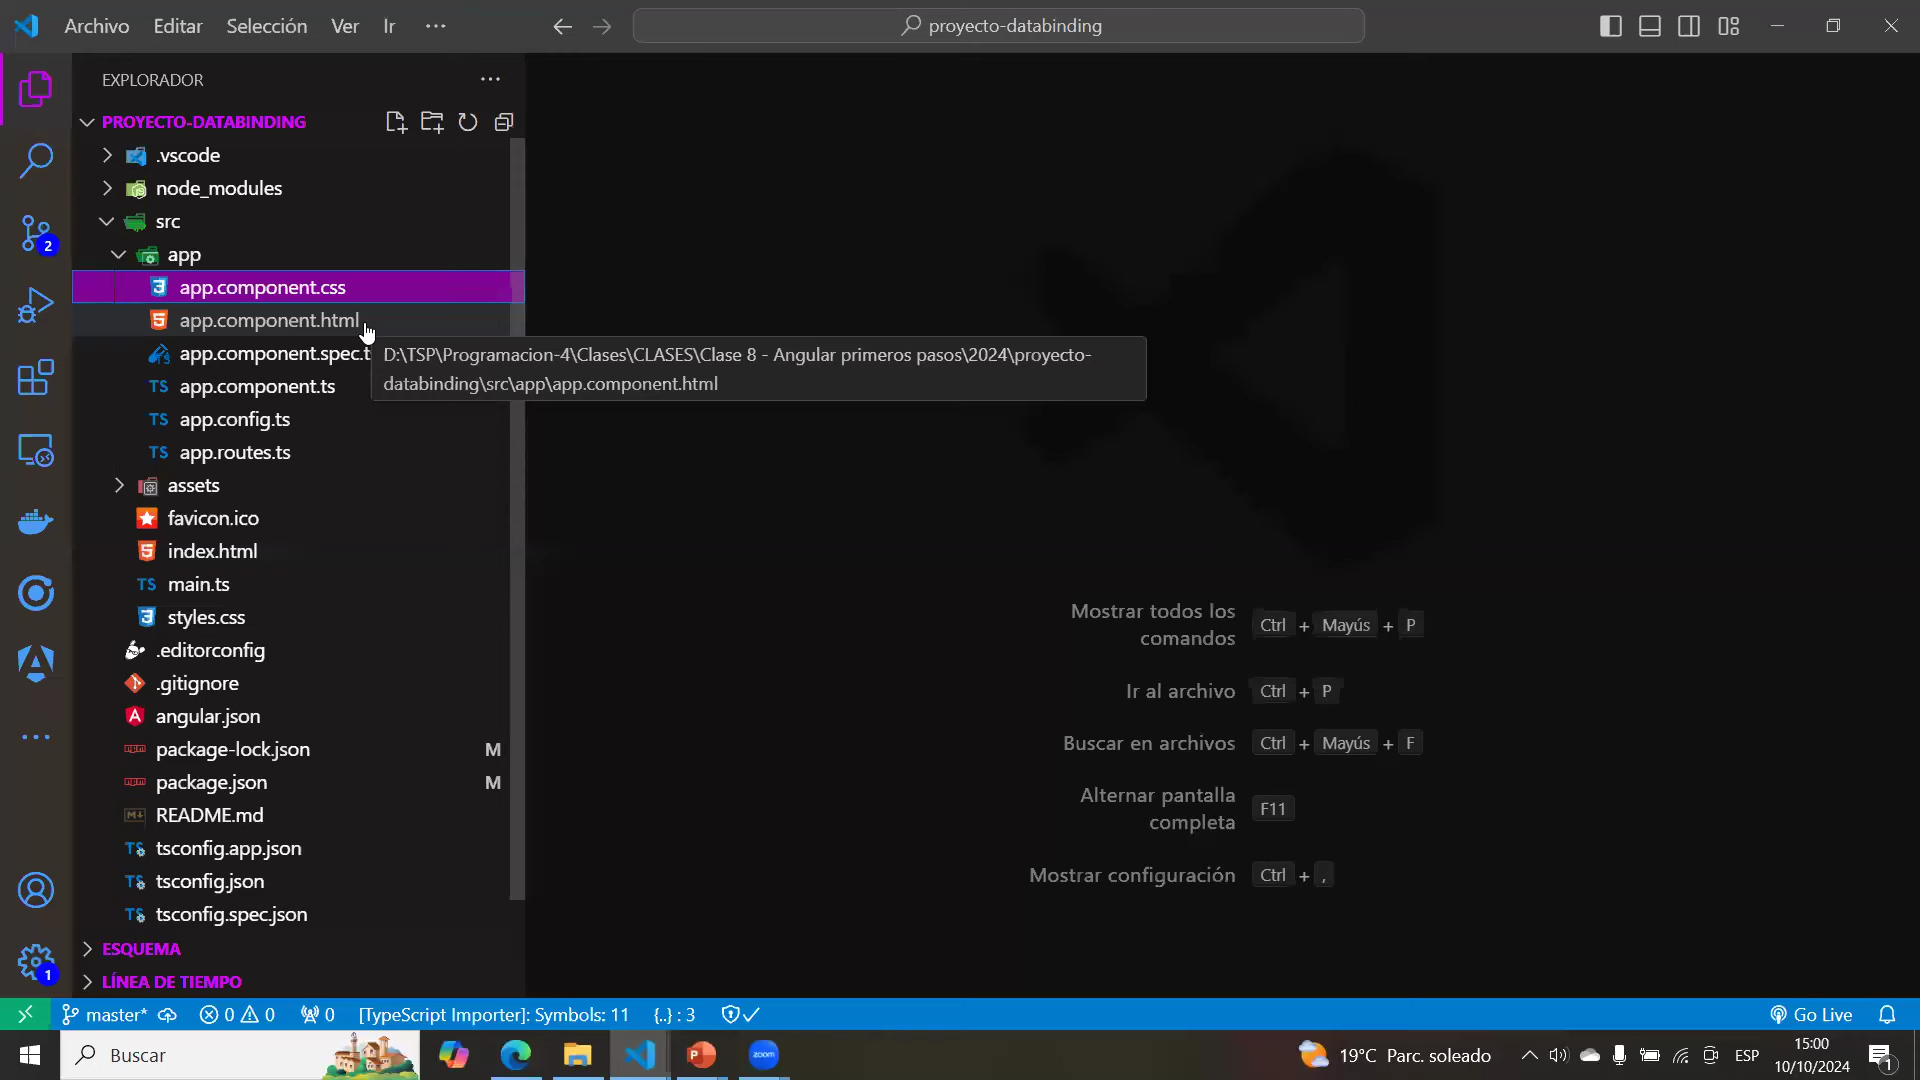 Archivo Editar Selección Ver Ir ···
proyecto-databinding
EXPLORADOR
PROYECTO-DATABINDING
.vscode
node_modules
src
app
app.component.css
app.component.html
app.component.spec.t
app.component.ts
app.config.ts
app.routes.ts
assets
favicon.ico
index.html
main.ts
styles.css
.editorconfig
.gitignore
angular.json
package-lock.json M
package.json M
README.md
tsconfig.app.json
tsconfig.json
tsconfig.spec.json
ESQUEMA
LÍNEA DE TIEMPO
2
1
D:\TSP\Programacion-4\Clases\CLASES\Clase 8 - Angular primeros pasos\2024\proyecto-
databinding\src\app\app.component.html
Mostrar todos los
comandos
Ctrl + Mayús + P
Ir al archivo Ctrl + P
Buscar en archivos Ctrl + Mayús + F
Alternar pantalla
completa
F11
Mostrar configuración Ctrl + ,
master* 0 0 0 [TypeScript Importer]: Symbols: 11 {..} : 3 Go Live
Buscar
zoom
19°C Parc. soleado
ESP
15:00
10/10/2024
1